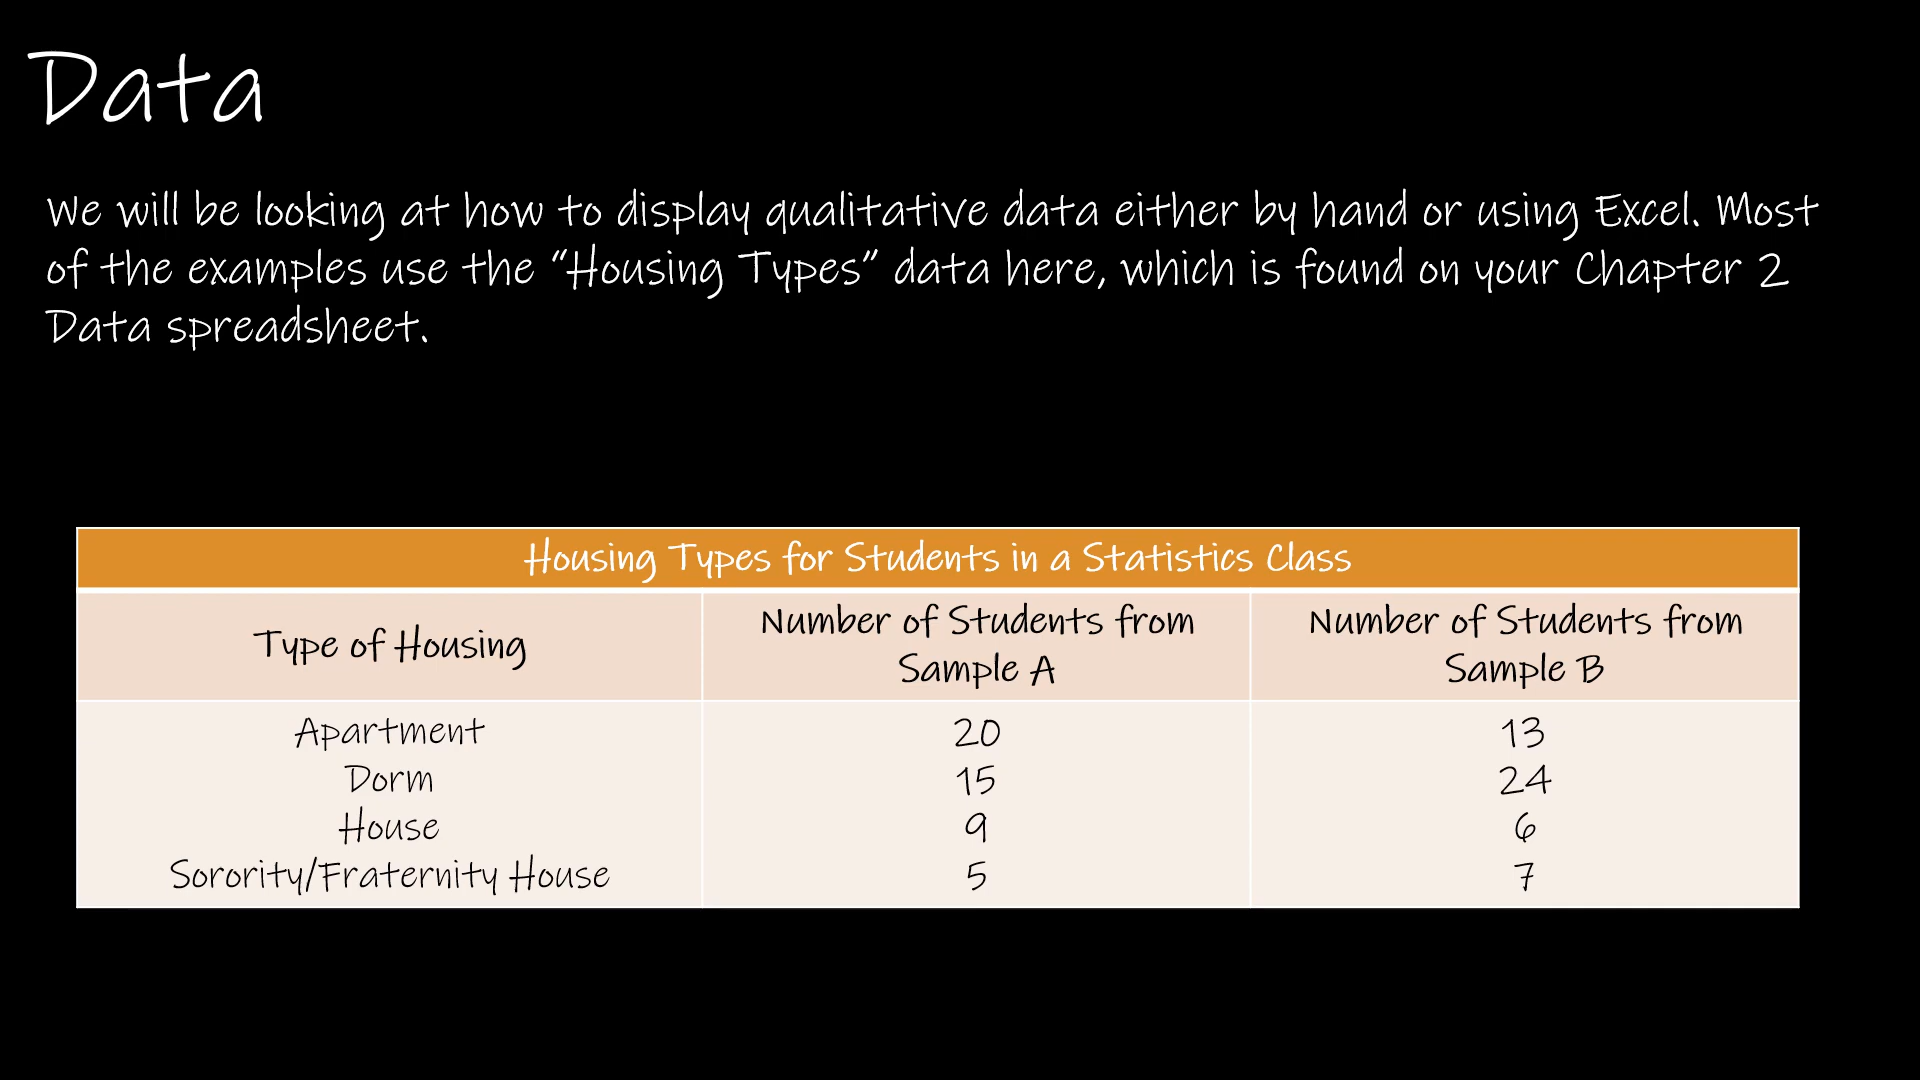 Data
We will be looking at how to display qualitative data either by hand or using Excel. Most
of the examples use the “Housing Types” data here, which is found on your Chapter 2
Data spreadsheet.
Housing Types for Students in a Statistics Class
Type of Housing
Number of Students from
Sample A
Number of Students from
Sample B
Apartment 20 13
Dorm 15 24
House 9 6
Sorority/Fraternity House 5 7